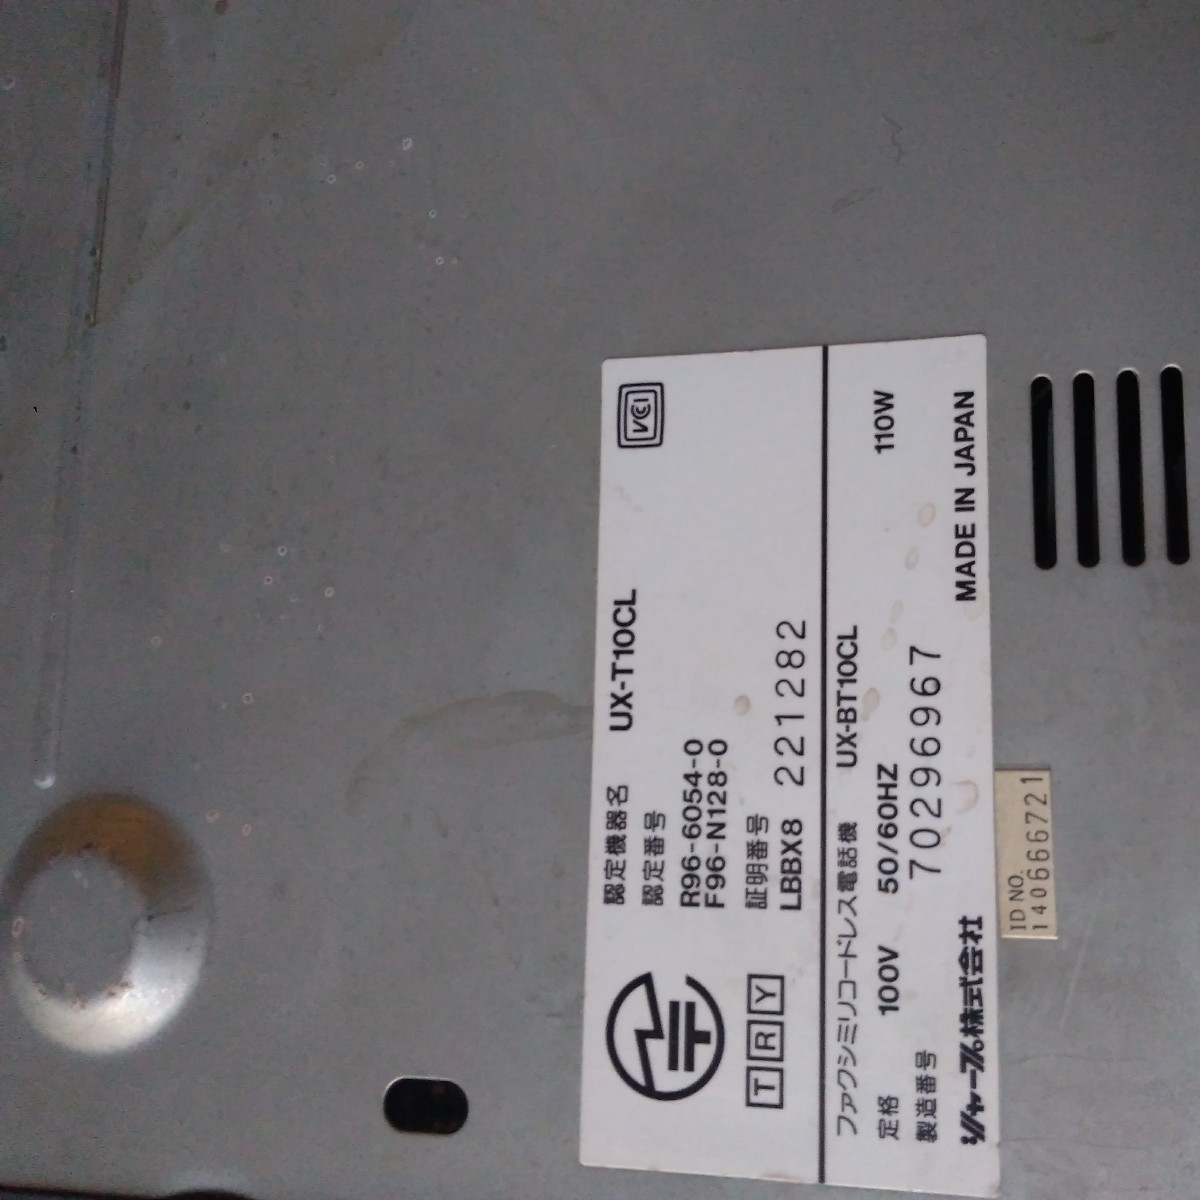 認定機器名 UX-T10CL
認定番号
R96-6054-0
F96-N128-0
VCI
証明番号
T R Y LBBX8 221282
ファクシミリコードレス電話機 UX-BT10CL
定格 100V 50/60HZ 110W
製造番号 70296967
シャープ株式会社 MADE IN JAPAN
ID NO.
140666721